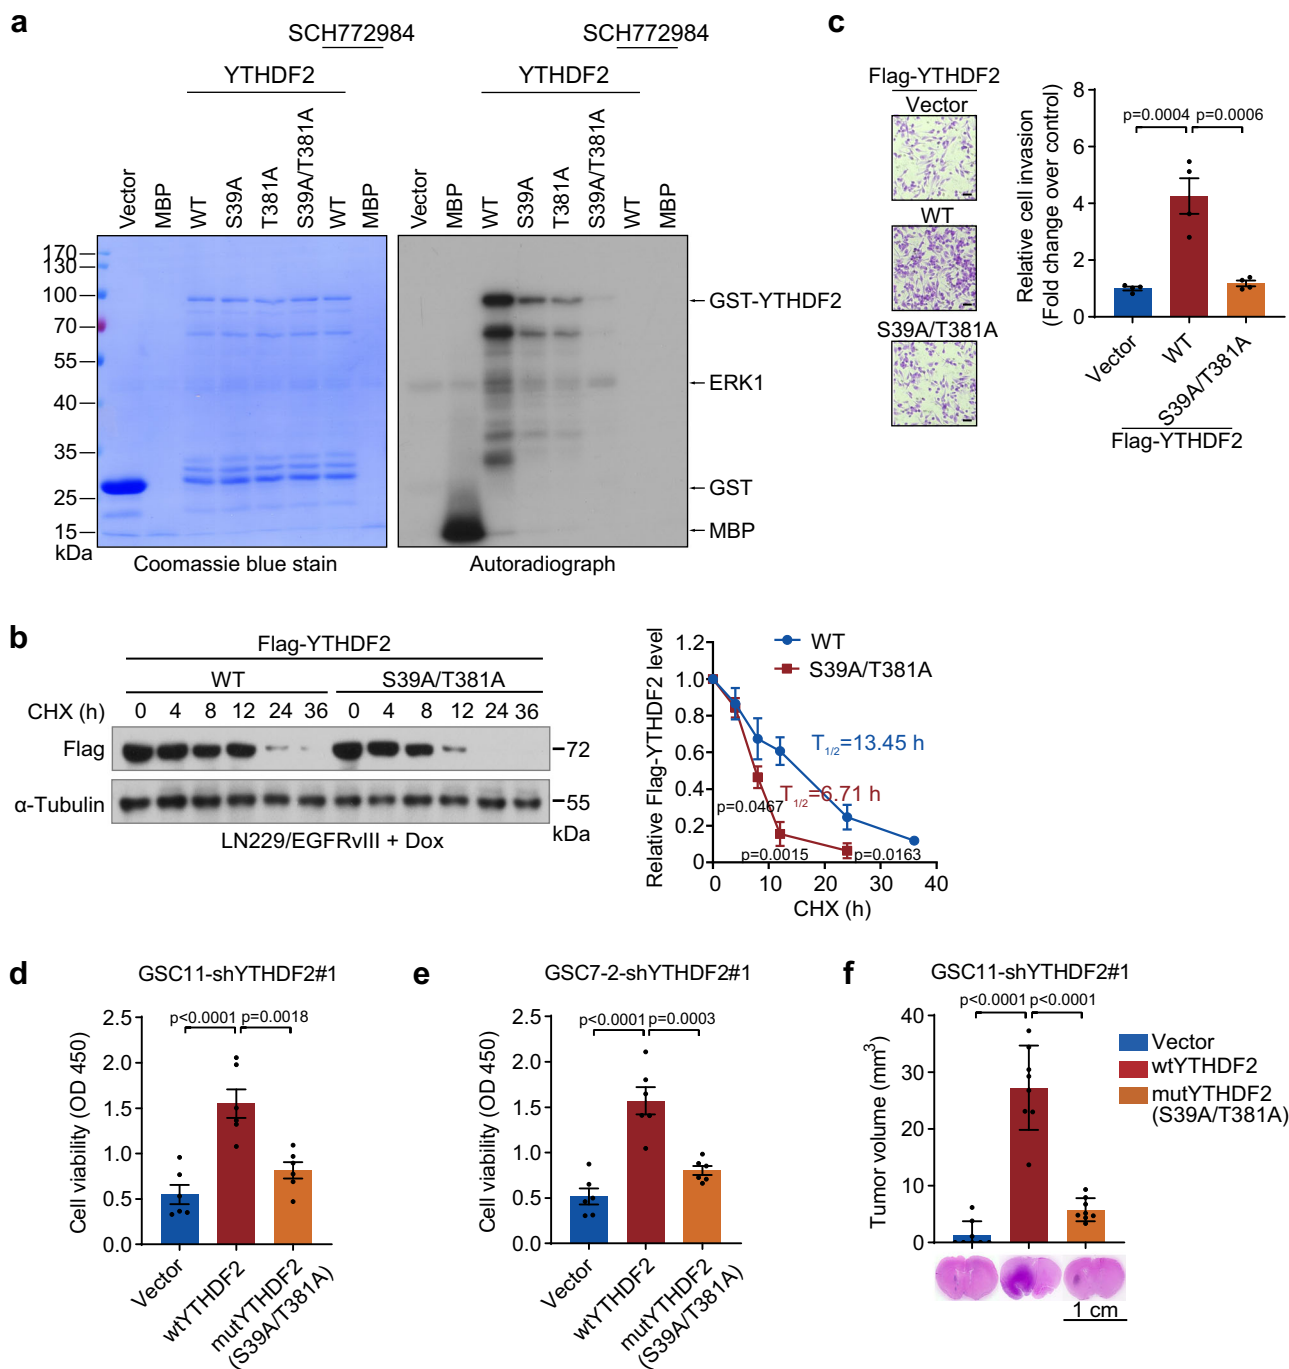 a
SCH772984
SCH772984
YTHDF2
YTHDF2
Vector
MBP
WT
S39A
T381A
S39A/T381A
WT
MBP
Vector
MBP
WT
S39A
T381A
S39A/T381A
WT
MBP
170
130
100
70
55
40
35
25
15
kDa
GST-YTHDF2
ERK1
GST
MBP
Coomassie blue stain
Autoradiograph
c
Flag-YTHDF2
Vector
WT
S39A/T381A
Relative cell invasion
(Fold change over control)
8
6
4
2
0
p=0.0004
p=0.0006
Vector
WT
S39A/T381A
Flag-YTHDF2
b
Flag-YTHDF2
WT
S39A/T381A
CHX (h)
0 4 8 12 24 36 0 4 8 12 24 36
Flag
72
α-Tubulin
55
kDa
LN229/EGFRvIII + Dox
Relative Flag-YTHDF2 level
1.2
1.0
0.8
0.6
0.4
0.2
0
WT
S39A/T381A
T1/2=13.45 h
T1/2=6.71 h
p=0.0467
p=0.0015
p=0.0163
0 10 20 30 40
CHX (h)
d
GSC11-shYTHDF2#1
p<0.0001
p=0.0018
Cell viability (OD 450)
2.5
2.0
1.5
1.0
0.5
0.0
Vector
wtYTHDF2
mutYTHDF2
(S39A/T381A)
e
GSC7-2-shYTHDF2#1
p<0.0001
p=0.0003
Cell viability (OD 450)
2.5
2.0
1.5
1.0
0.5
0.0
Vector
wtYTHDF2
mutYTHDF2
(S39A/T381A)
f
GSC11-shYTHDF2#1
p<0.0001
p<0.0001
Tumor volume (mm3)
40
30
20
10
0
Vector
wtYTHDF2
mutYTHDF2
(S39A/T381A)
1 cm